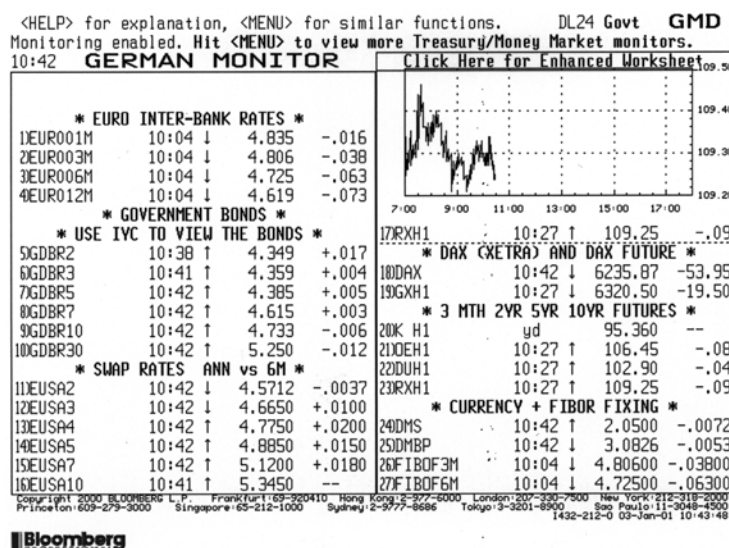 <HELP> for explanation, <MENU> for similar functions. DL24 Govt GMD
Monitoring enabled. Hit <MENU> to view more Treasury/Money Market monitors.
10:42 GERMAN MONITOR
* EURO INTER-BANK RATES *
1)EUR001M 10:04 ↓ 4.835 -.016
2)EUR003M 10:04 ↓ 4.806 -.038
3)EUR006M 10:04 ↓ 4.725 -.063
4)EUR012M 10:04 ↓ 4.619 -.073
* GOVERNMENT BONDS *
* USE IYC TO VIEW THE BONDS *
5)GDBR2 10:38 ↑ 4.349 +.017
6)GDBR3 10:41 ↑ 4.359 +.004
7)GDBR5 10:42 ↑ 4.385 +.005
8)GDBR7 10:42 ↑ 4.615 +.003
9)GDBR10 10:42 ↑ 4.733 -.006
10)GDBR30 10:42 ↑ 5.250 -.012
* SWAP RATES ANN vs 6M *
11)EUSA2 10:42 ↓ 4.5712 -.0037
12)EUSA3 10:42 ↓ 4.6650 +.0100
13)EUSA4 10:42 ↑ 4.7750 +.0200
14)EUSA5 10:42 ↑ 4.8850 +.0150
15)EUSA7 10:42 ↑ 5.1200 +.0180
16)EUSA10 10:41 ↑ 5.3450 --
Click Here for Enhanced Worksheet
109.50
109.40
109.30
109.20
7:00 9:00 11:00 13:00 15:00 17:00
17)RXH1 10:27 ↑ 109.25 -.09
* DAX (XETRA) AND DAX FUTURE *
18)DAX 10:42 ↓ 6235.87 -53.95
19)GXH1 10:27 ↓ 6320.50 -19.50
* 3 MTH 2YR 5YR 10YR FUTURES *
20)K H1 yd 95.360 --
21)OEH1 10:27 ↑ 106.45 -.08
22)DUH1 10:27 ↑ 102.90 -.04
23)RXH1 10:27 ↑ 109.25 -.09
* CURRENCY + FIBOR FIXING *
24)DMS 10:42 ↑ 2.0500 -.0072
25)DMBP 10:42 ↓ 3.0826 -.0053
26)FIBOF3M 10:04 ↓ 4.80600 -.03800
27)FIBOF6M 10:04 ↓ 4.72500 -.06300
Copyright 2000 BLOOMBERG L.P. Frankfurt:69-920410 Hong Kong:2-977-6000 London:207-330-7500 New York:212-318-2000
Princeton:609-279-3000 Singapore:65-212-1000 Sydney:2-9777-8686 Tokyo:3-3201-8900 Sao Paulo:11-3048-4500
I432-212-0 03-Jan-01 10:43:48
Bloomberg